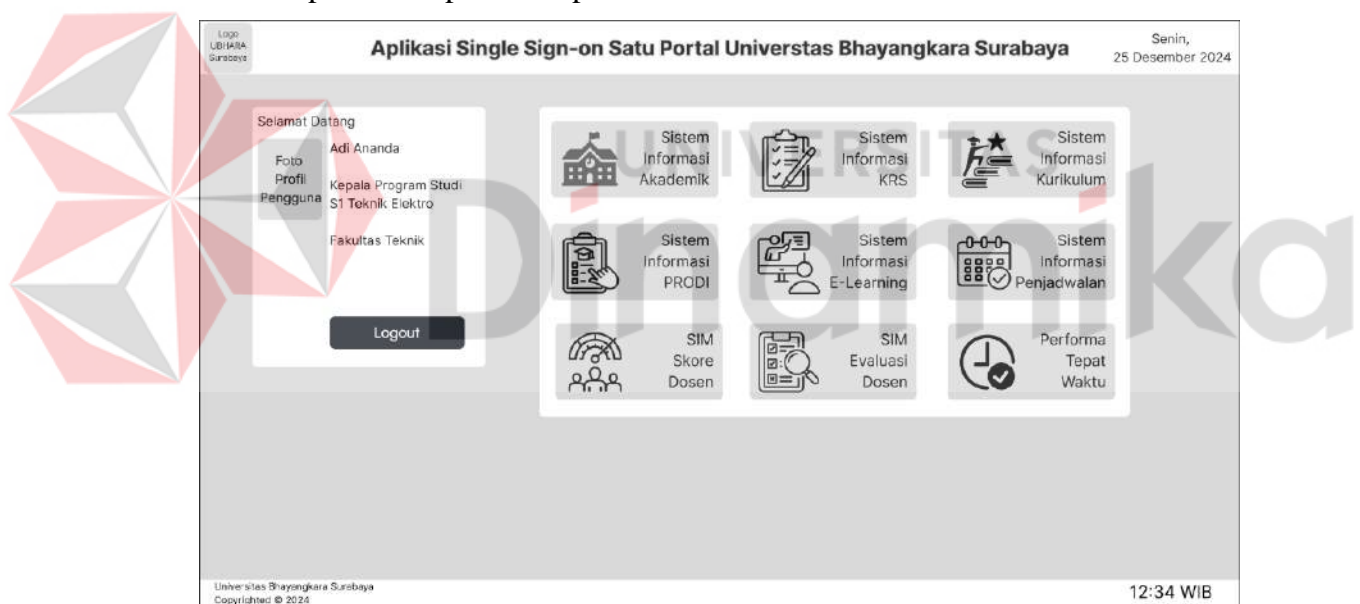 Logo
UBHARA
Surabaya
Aplikasi Single Sign-on Satu Portal Universtas Bhayangkara Surabaya
Senin,
25 Desember 2024
Selamat Datang
Foto
Profil
Pengguna
Adi Ananda
Kepala Program Studi
S1 Teknik Elektro
Fakultas Teknik
Logout
Sistem
Informasi
Akademik
Sistem
Informasi
KRS
Sistem
Informasi
Kurikulum
Sistem
Informasi
PRODI
Sistem
Informasi
E-Learning
Sistem
Informasi
Penjadwalan
SIM
Skore
Dosen
SIM
Evaluasi
Dosen
Performa
Tepat
Waktu
UNIVERSITAS
Dinamika
Universitas Bhayangkara Surabaya
Copyrighted © 2024
12:34 WIB